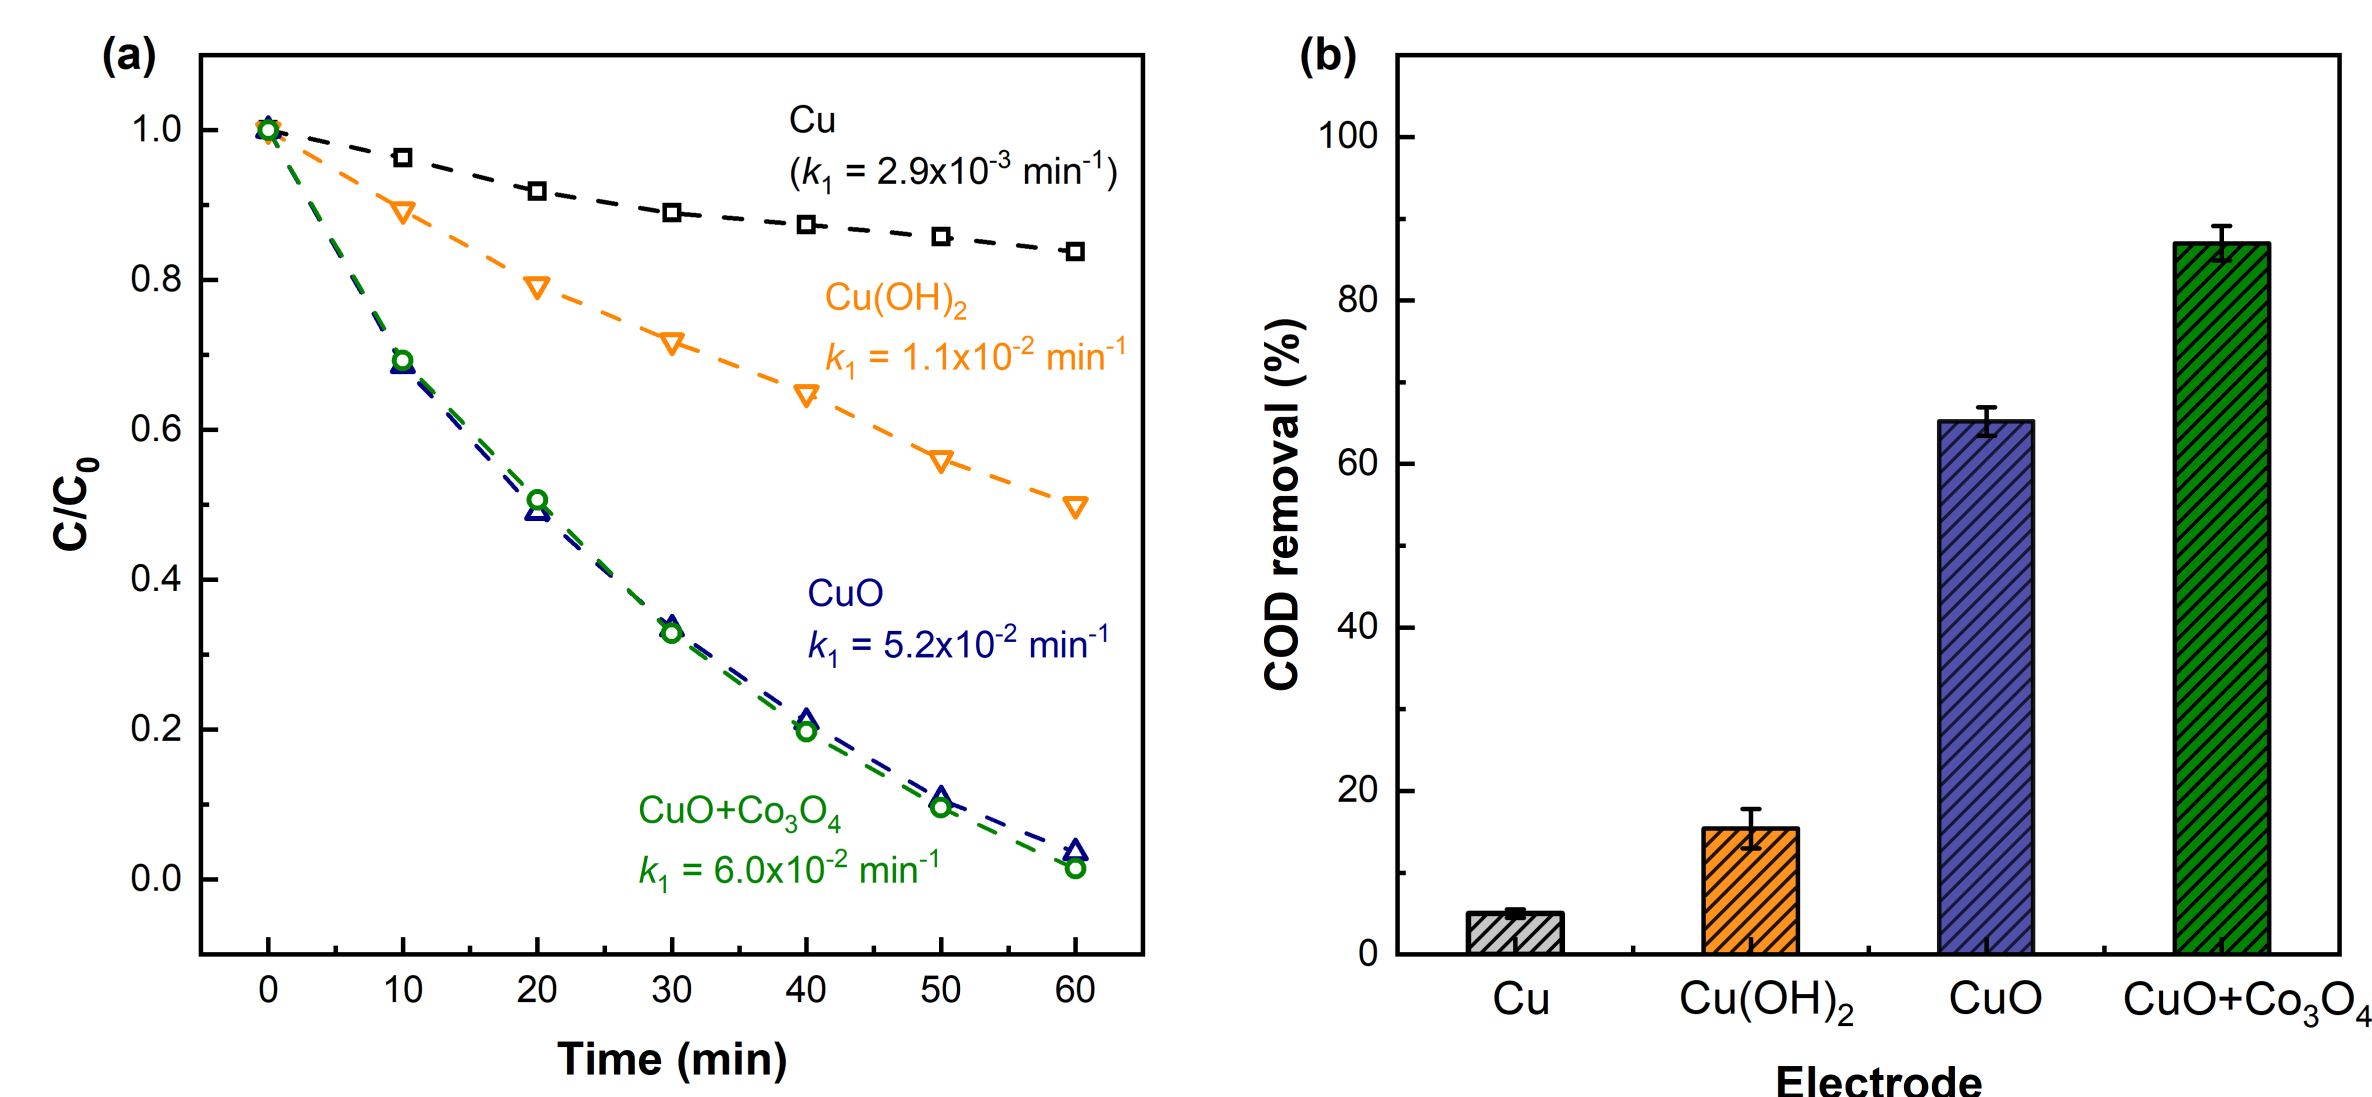 (a)
1.0
0.8
0.6
0.4
0.2
0.0
C/C₀
Cu
(k₁ = 2.9x10⁻³ min⁻¹)
Cu(OH)₂
k₁ = 1.1x10⁻² min⁻¹
CuO
k₁ = 5.2x10⁻² min⁻¹
CuO+Co₃O₄
k₁ = 6.0x10⁻² min⁻¹
0 10 20 30 40 50 60
Time (min)
(b)
100
80
60
40
20
0
COD removal (%)
Cu Cu(OH)₂ CuO CuO+Co₃O₄
Electrode